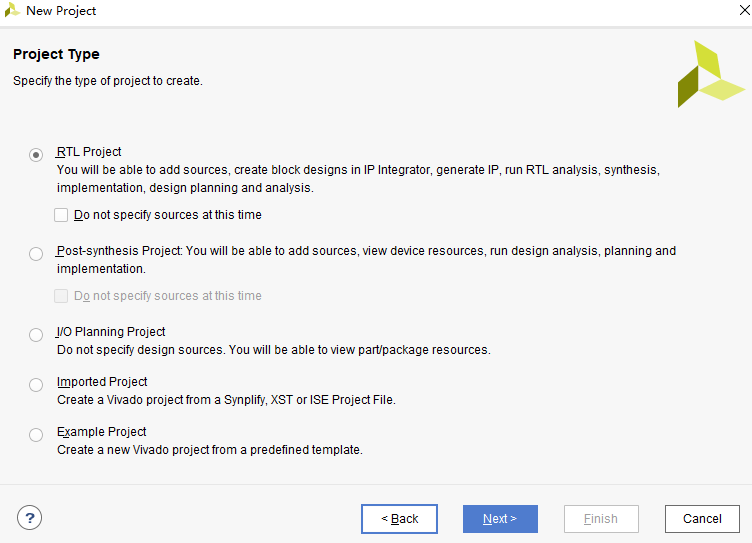 New Project
Project Type
Specify the type of project to create.
RTL Project
You will be able to add sources, create block designs in IP Integrator, generate IP, run RTL analysis, synthesis,
implementation, design planning and analysis.
Do not specify sources at this time
Post-synthesis Project: You will be able to add sources, view device resources, run design analysis, planning and
implementation.
Do not specify sources at this time
I/O Planning Project
Do not specify design sources. You will be able to view part/package resources.
Imported Project
Create a Vivado project from a Synplify, XST or ISE Project File.
Example Project
Create a new Vivado project from a predefined template.
? < Back Next > Finish Cancel